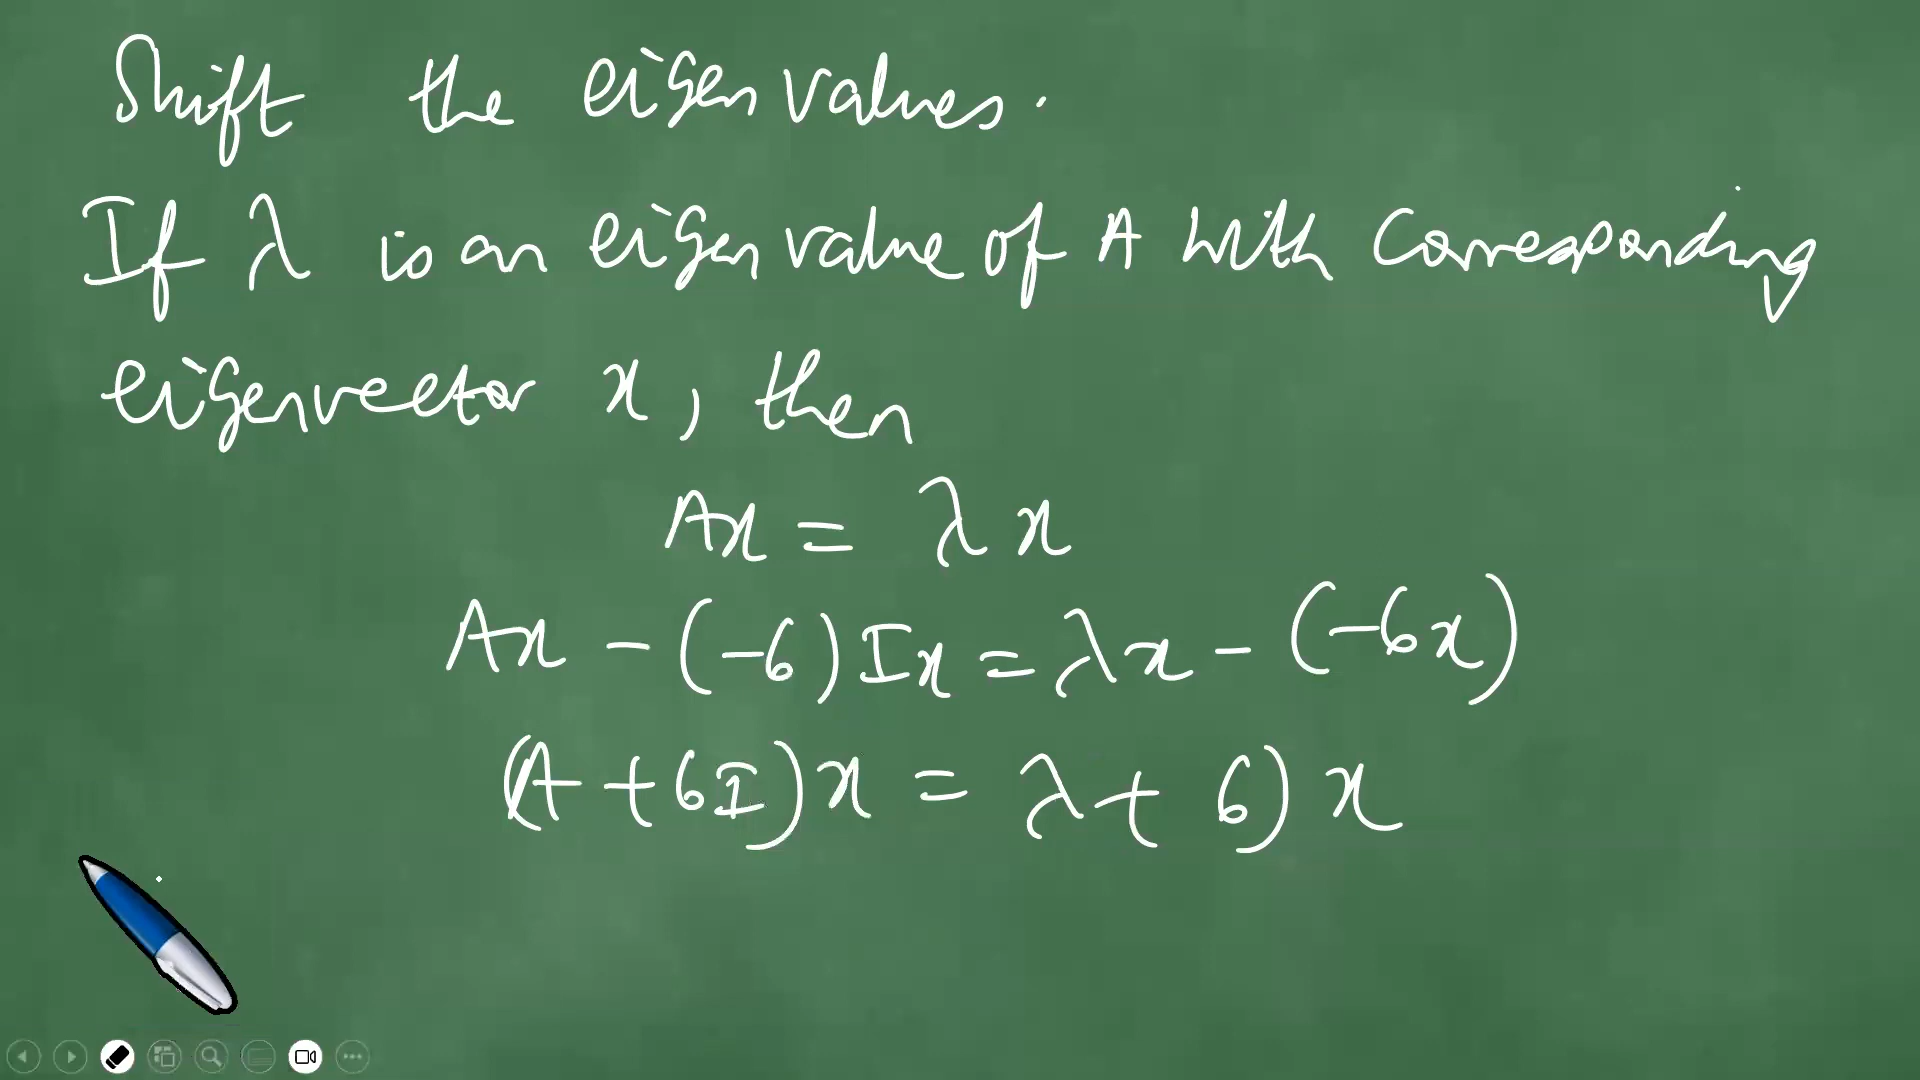 Shift the eigenvalues.
If λ is an eigenvalue of A with corresponding
eigenvector x, then
Ax = λx
Ax - (-6)Ix = λx - (-6x)
(A + 6I)x = λ + 6)x